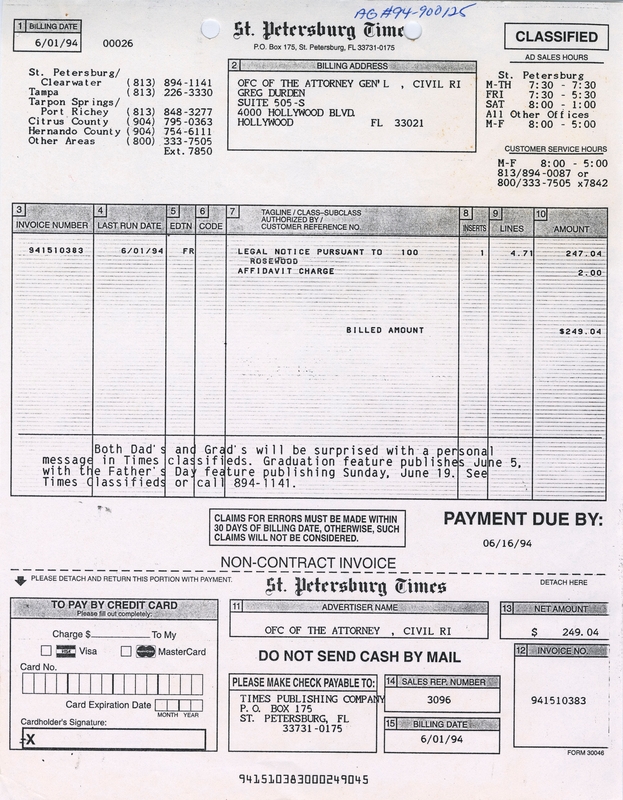 AG #94-900125
1 BILLING DATE
6/01/94 00026
St. Petersburg Times
P.O. Box 175, St. Petersburg, FL 33731-0175
CLASSIFIED
AD SALES HOURS
St. Petersburg
M-TH 7:30 - 7:30
FRI 7:30 - 5:30
SAT 8:00 - 1:00
All Other Offices
M-F 8:00 - 5:00
CUSTOMER SERVICE HOURS
M-F 8:00 - 5:00
813/894-0087 or
800/333-7505 x7842
St. Petersburg/
Clearwater (813) 894-1141
Tampa (813) 226-3330
Tarpon Springs/
Port Richey (813) 848-3277
Citrus County (904) 795-0363
Hernando County (904) 754-6111
Other Areas (800) 333-7505
Ext. 7850
2 BILLING ADDRESS
OFC OF THE ATTORNEY GEN'L , CIVIL RI
GREG DURDEN
SUITE 505-S
4000 HOLLYWOOD BLVD.
HOLLYWOOD FL 33021
3 INVOICE NUMBER 4 LAST RUN DATE 5 EDTN 6 CODE 7 TAGLINE / CLASS–SUBCLASS AUTHORIZED BY / CUSTOMER REFERENCE NO. 8 INSERTS 9 LINES 10 AMOUNT
941510383 6/01/94 FR LEGAL NOTICE PURSUANT TO 100 1 4.71 247.04
ROSEWOOD
AFFIDAVIT CHARGE 2.00
BILLED AMOUNT $249.04
Both Dad's and Grad's will be surprised with a personal
message in Times classifieds. Graduation feature publishes June 5,
with the Father's Day feature publishing Sunday, June 19. See
Times Classifieds or call 894-1141.
CLAIMS FOR ERRORS MUST BE MADE WITHIN
30 DAYS OF BILLING DATE, OTHERWISE, SUCH
CLAIMS WILL NOT BE CONSIDERED.
PAYMENT DUE BY:
06/16/94
NON-CONTRACT INVOICE
PLEASE DETACH AND RETURN THIS PORTION WITH PAYMENT.
St. Petersburg Times
DETACH HERE
TO PAY BY CREDIT CARD
Please fill out completely:
Charge $ To My
Visa MasterCard
Card No.
Card Expiration Date
MONTH YEAR
Cardholder's Signature:
X
11 ADVERTISER NAME
OFC OF THE ATTORNEY , CIVIL RI
13 NET AMOUNT
$ 249.04
DO NOT SEND CASH BY MAIL
PLEASE MAKE CHECK PAYABLE TO:
TIMES PUBLISHING COMPANY
P. O. BOX 175
ST. PETERSBURG, FL
33731-0175
14 SALES REP. NUMBER
3096
15 BILLING DATE
6/01/94
12 INVOICE NO.
941510383
FORM 30046
941510383000249045